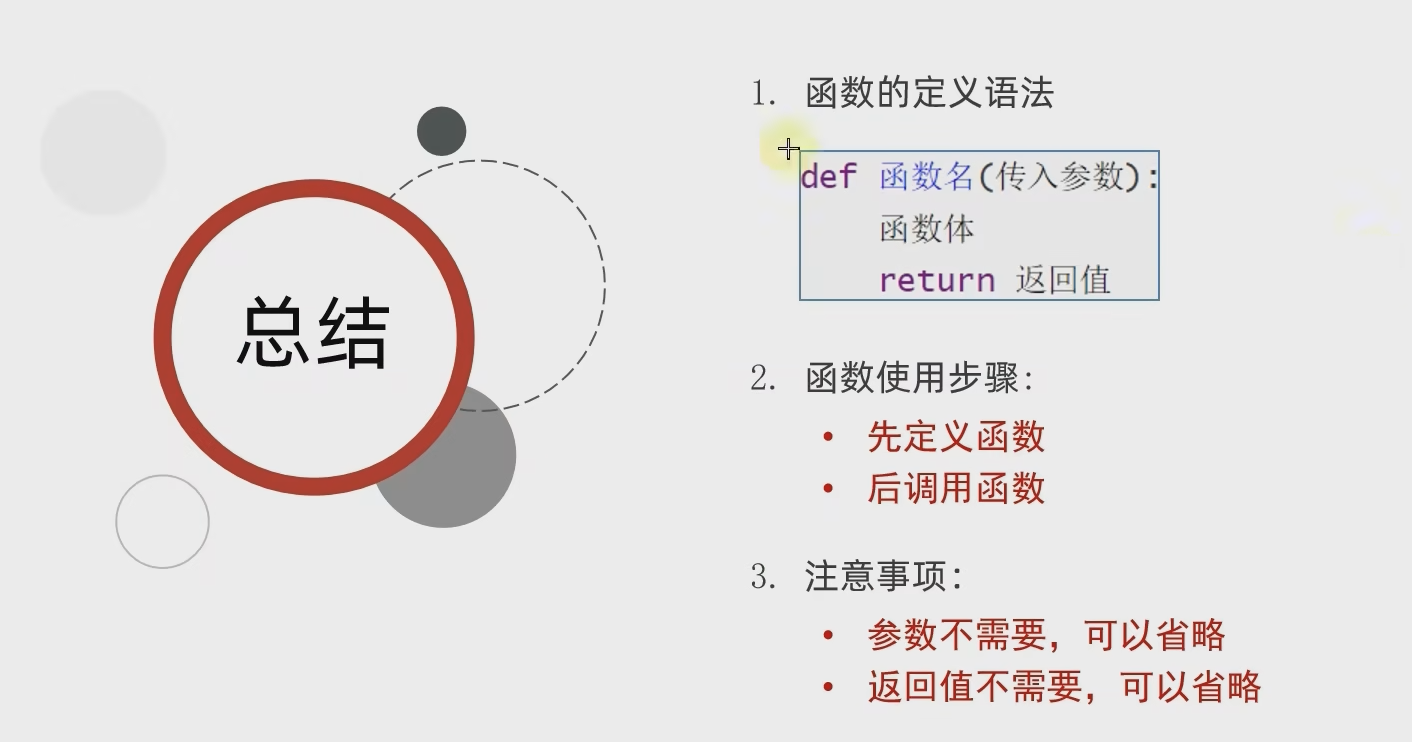 总结
1. 函数的定义语法
def 函数名(传入参数):
函数体
return 返回值
2. 函数使用步骤:
• 先定义函数
• 后调用函数
3. 注意事项:
• 参数不需要，可以省略
• 返回值不需要，可以省略